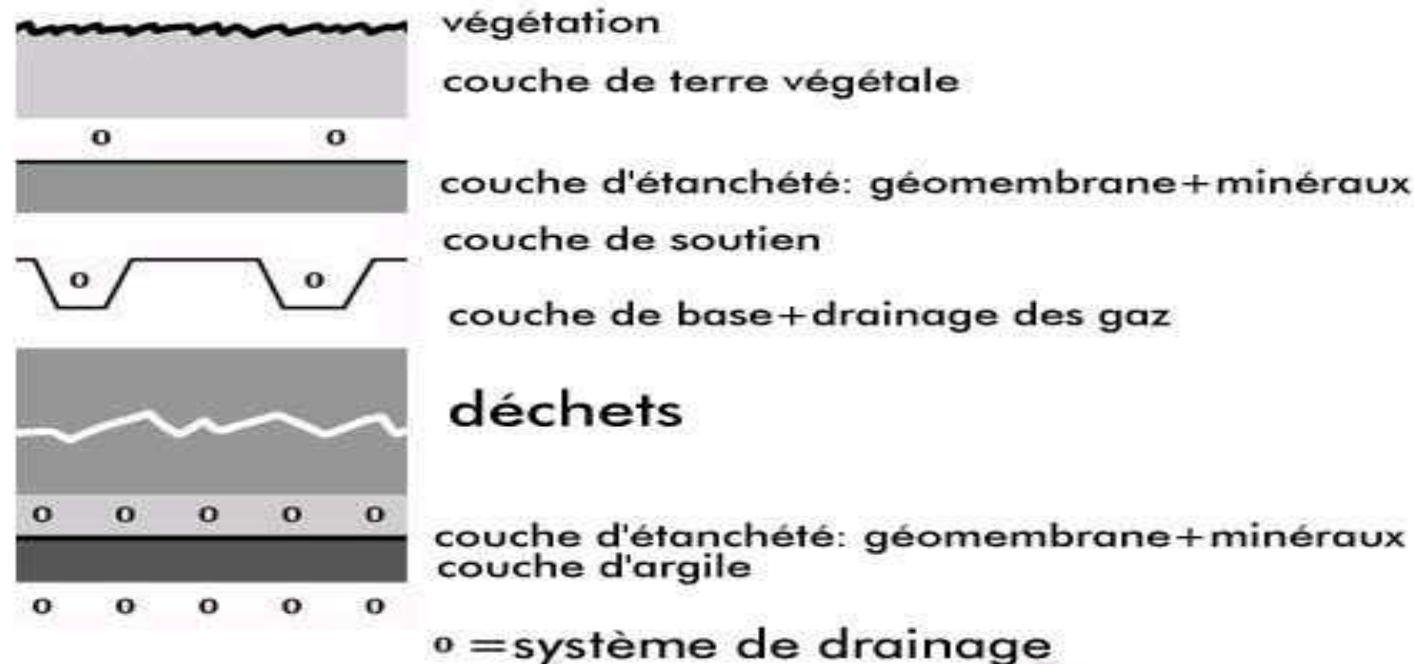 végétation
couche de terre végétale
o o
couche d'étanchété: géomembrane+minéraux
couche de soutien
o o
couche de base+drainage des gaz
déchets
o o o o o
couche d'étanchété: géomembrane+minéraux
couche d'argile
o o o o o
o =système de drainage